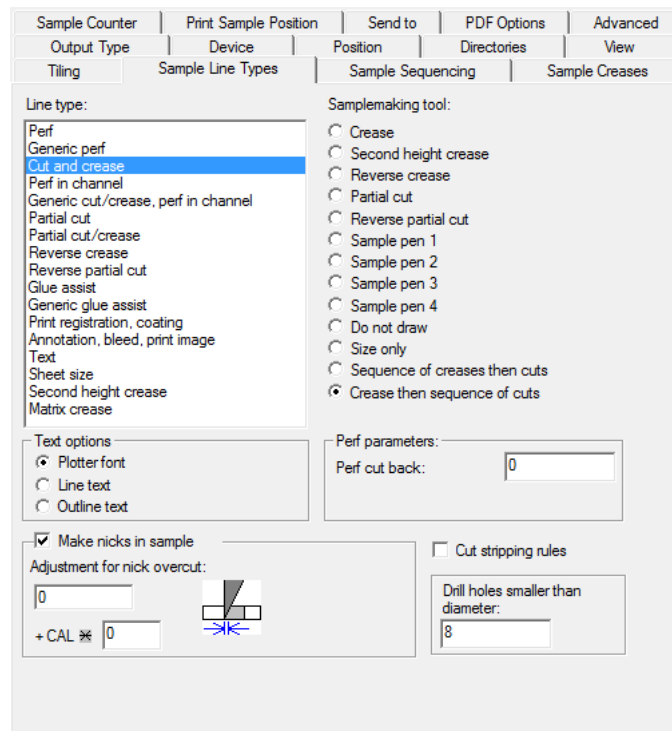 Sample Counter
Print Sample Position
Send to
PDF Options
Advanced
Output Type
Device
Position
Directories
View
Tiling
Sample Line Types
Sample Sequencing
Sample Creases
Line type:
Perf
Generic perf
Cut and crease
Perf in channel
Generic cut/crease, perf in channel
Partial cut
Partial cut/crease
Reverse crease
Reverse partial cut
Glue assist
Generic glue assist
Print registration, coating
Annotation, bleed, print image
Text
Sheet size
Second height crease
Matrix crease
Samplemaking tool:
Crease
Second height crease
Reverse crease
Partial cut
Reverse partial cut
Sample pen 1
Sample pen 2
Sample pen 3
Sample pen 4
Do not draw
Size only
Sequence of creases then cuts
Crease then sequence of cuts
Text options
Plotter font
Line text
Outline text
Perf parameters:
Perf cut back:
0
Make nicks in sample
Adjustment for nick overcut:
0
+ CAL ✳ 0
Cut stripping rules
Drill holes smaller than
diameter:
8